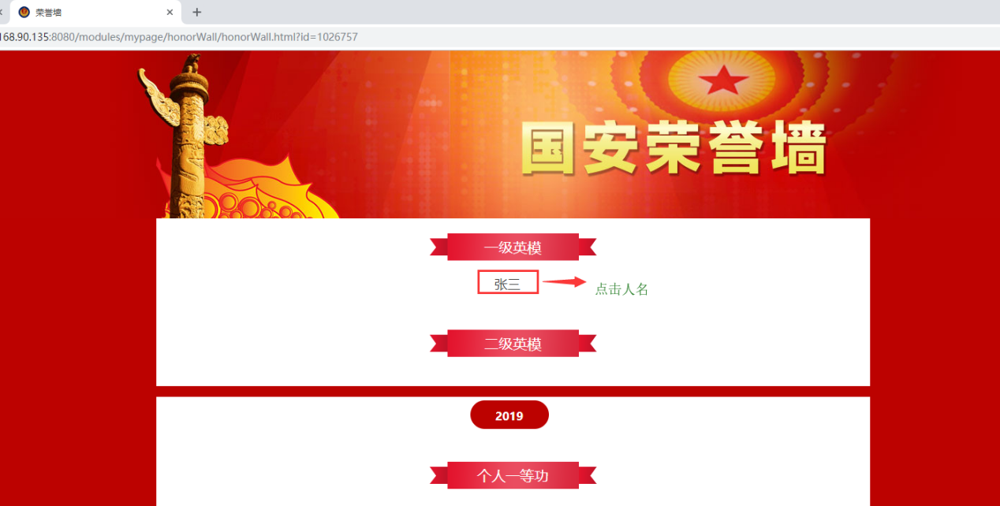 荣誉墙
168.90.135:8080/modules/mypage/honorWall/honorWall.html?id=1026757
国安荣誉墙
一级英模
张三
点击人名
二级英模
2019
个人一等功